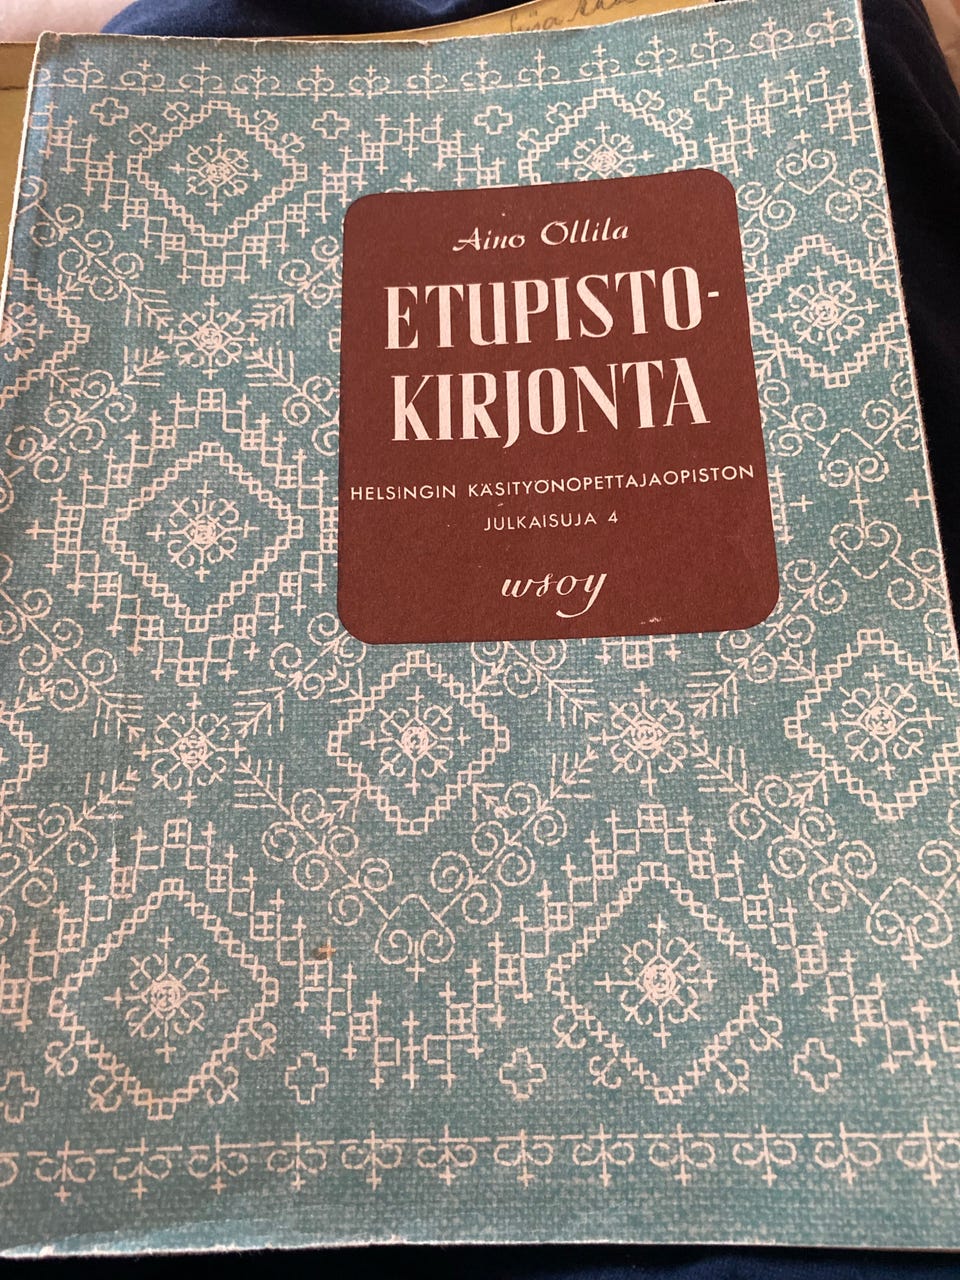 Aino Ollila
ETUPISTO-
KIRJONTA
HELSINGIN KÄSITYÖNOPETTAJAOPISTON
JULKAISUJA 4
wsoy